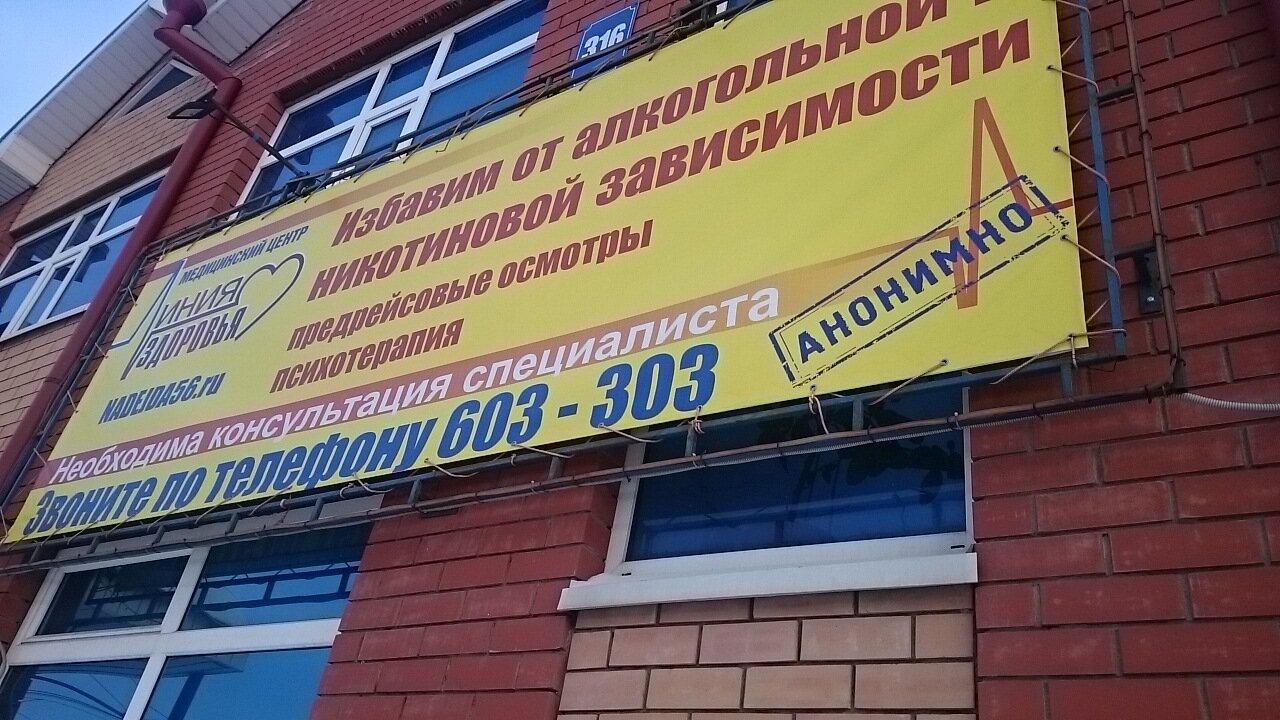 316
Избавим от алкогольной и
никотиновой зависимости
предрейсовые осмотры
психотерапия
МЕДИЦИНСКИЙ ЦЕНТР
ЛИНИЯ
ЗДОРОВЬЯ
NADEJDA56.ru
Необходима консультация специалиста
Звоните по телефону 603 - 303
АНОНИМНО